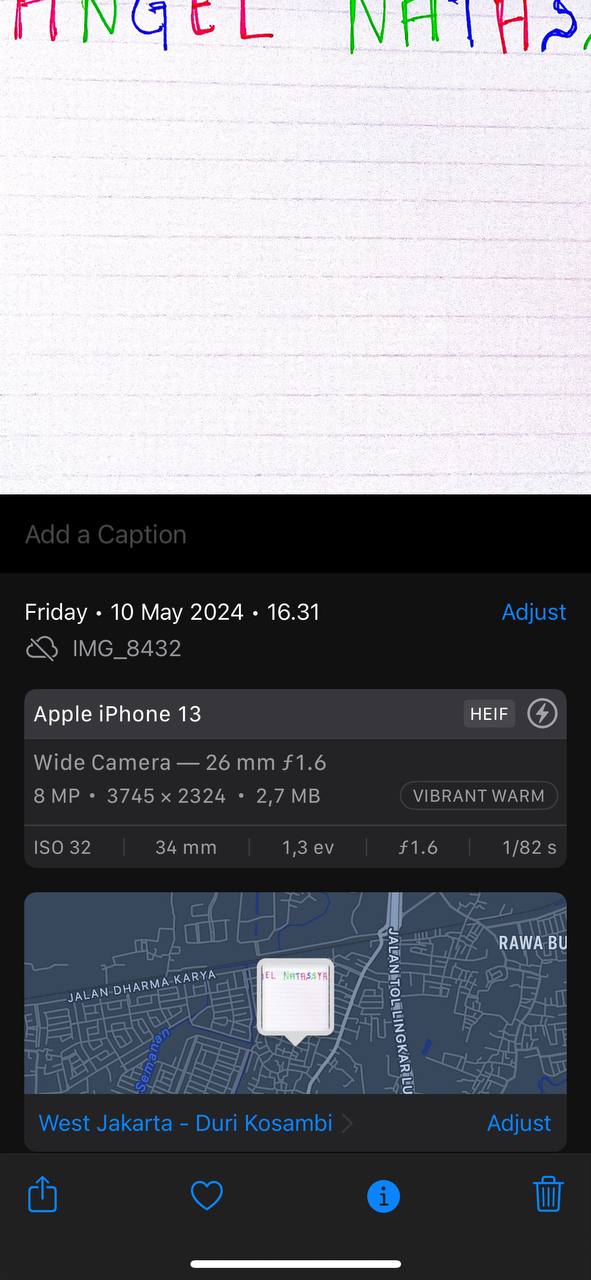 ANGEL NATAS
Add a Caption
Friday • 10 May 2024 • 16.31 Adjust
IMG_8432
Apple iPhone 13 HEIF
Wide Camera — 26 mm ƒ1.6
8 MP • 3745 × 2324 • 2,7 MB VIBRANT WARM
ISO 32 34 mm 1,3 ev ƒ1.6 1/82 s
RAWA BU
JALAN DHARMA KARYA
EL NATASSYA
JALAN TOL LINGKAR LU
Semanan
West Jakarta - Duri Kosambi Adjust